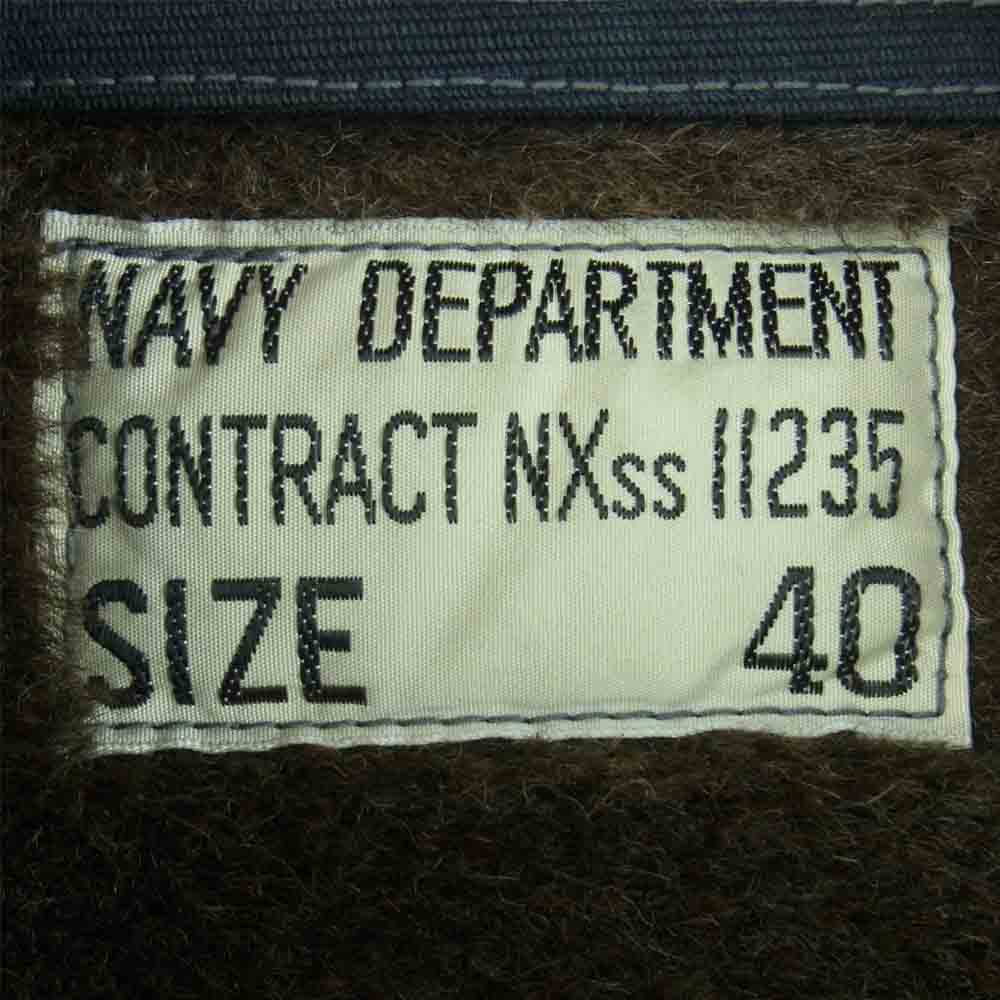 NAVY DEPARTMENT
CONTRACT NXss 11235
SIZE 40